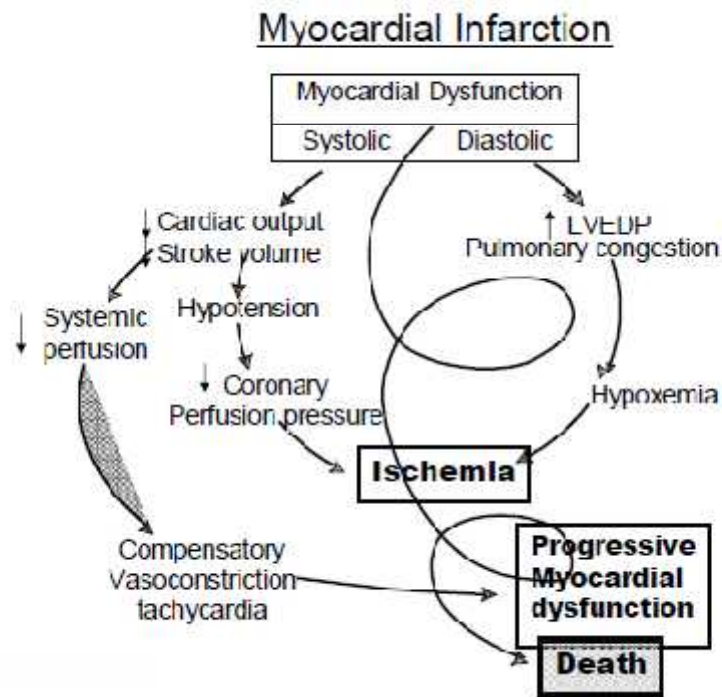 Myocardial Infarction
Myocardial Dysfunction
Systolic Diastolic
↓ Cardiac output
↓ Stroke volume
↑ LVEDP
Pulmonary congestion
Hypotension
↓ Systemic
perfusion
↓ Coronary
Perfusion pressure
Hypoxemia
Ischemia
Compensatory
Vasoconstriction
tachycardia
Progressive
Myocardial
dysfunction
Death